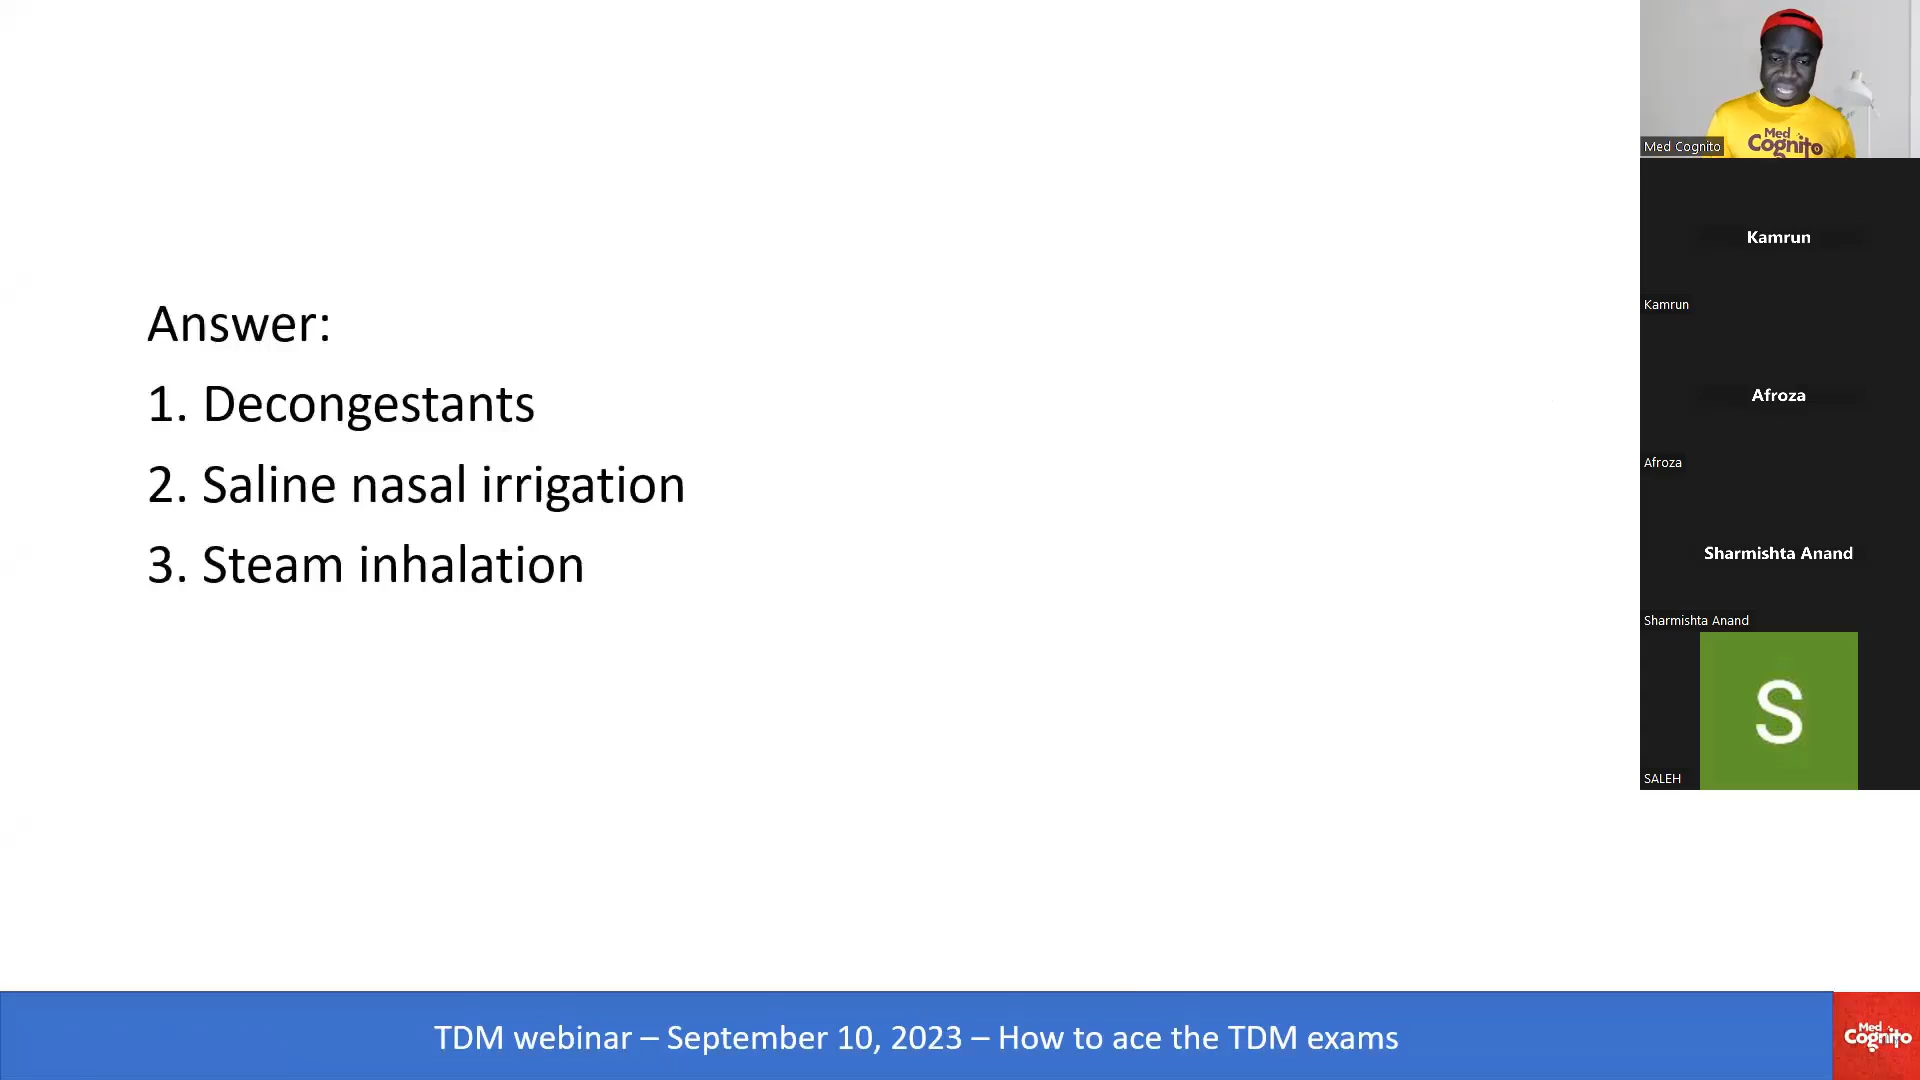 Answer:
1. Decongestants
2. Saline nasal irrigation
3. Steam inhalation
Med
Cognito
Med Cognito
Kamrun
Kamrun
Afroza
Afroza
Sharmishta Anand
Sharmishta Anand
S
SALEH
TDM webinar – September 10, 2023 – How to ace the TDM exams
Med
Cognito